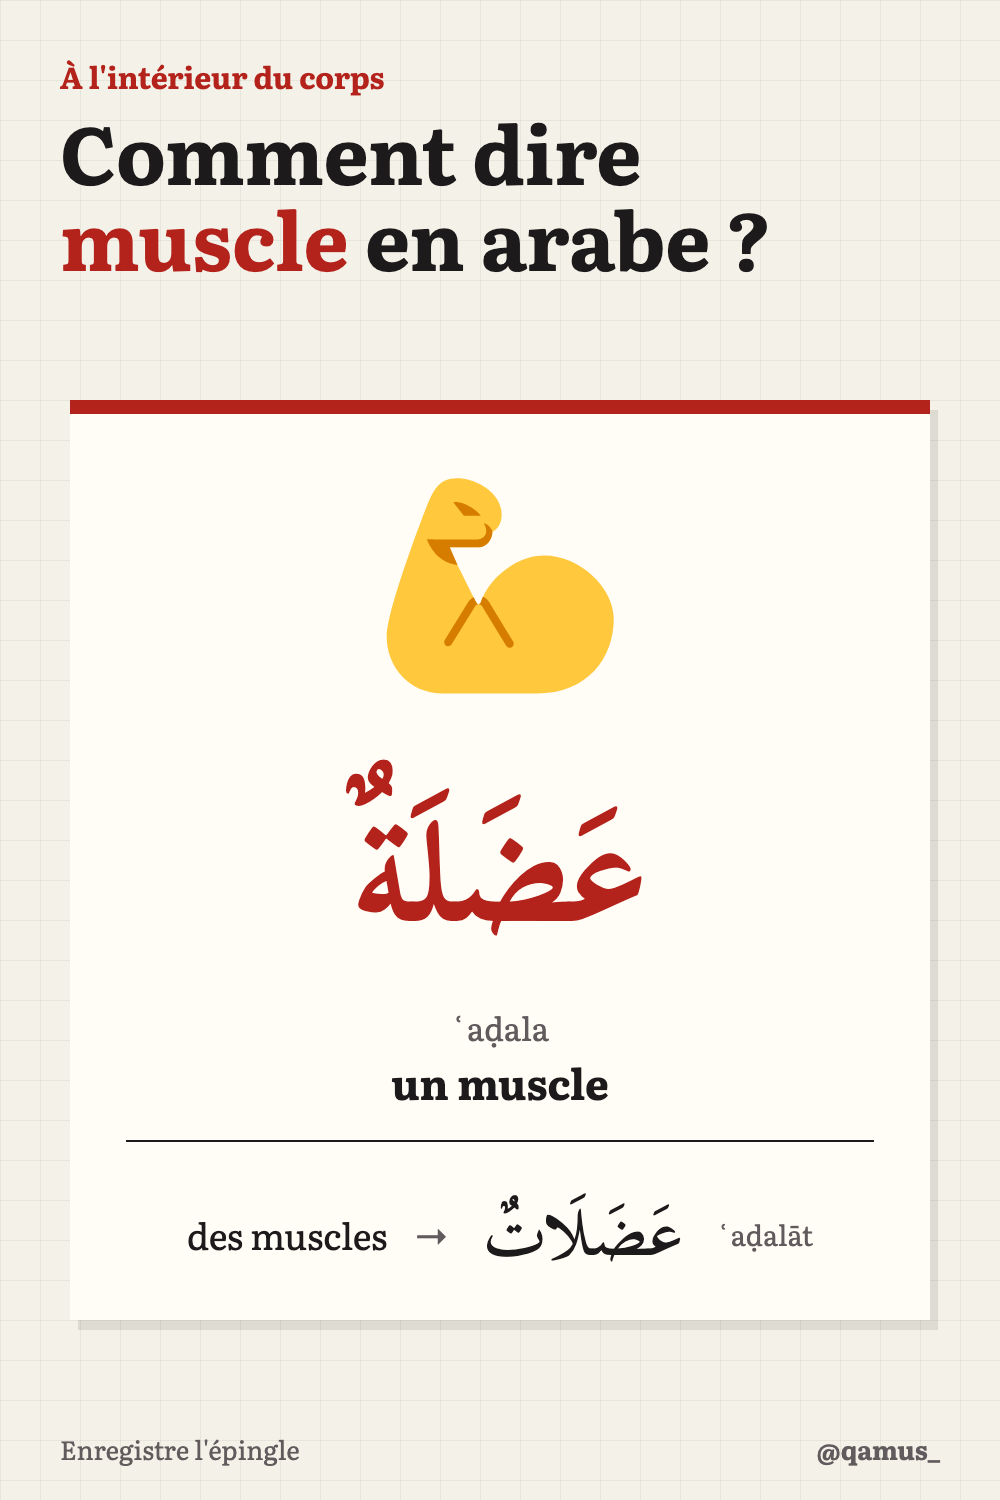 À l'intérieur du corps
Comment dire
muscle en arabe ?
عَضَلَةٌ
ʿaḍala
un muscle
des muscles → عَضَلَاتٌ ʿaḍalāt
Enregistre l'épingle
@qamus_